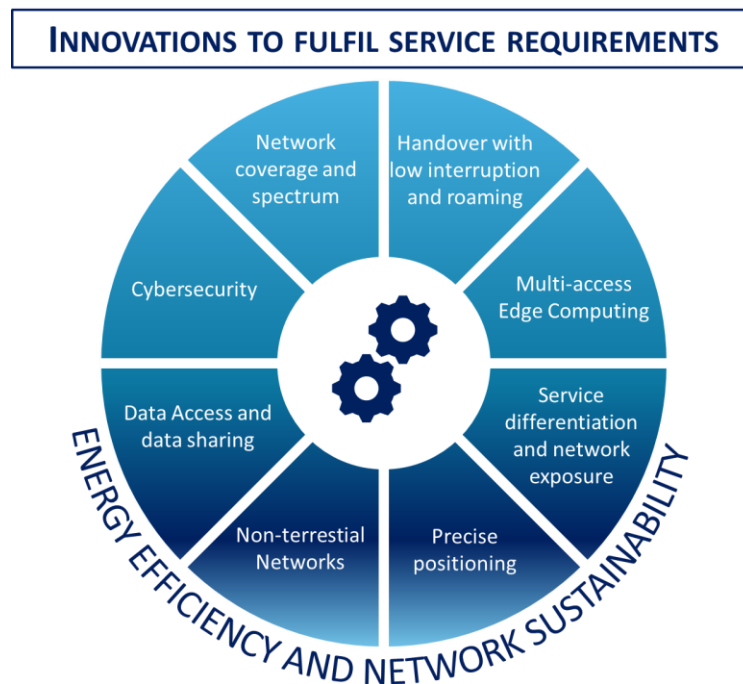 INNOVATIONS TO FULFIL SERVICE REQUIREMENTS
Network
coverage and
spectrum
Handover with
low interruption
and roaming
Cybersecurity
Multi-access
Edge Computing
Data Access and
data sharing
Service
differentiation
and network
exposure
Non-terrestial
Networks
Precise
positioning
ENERGY EFFICIENCY AND NETWORK SUSTAINABILITY